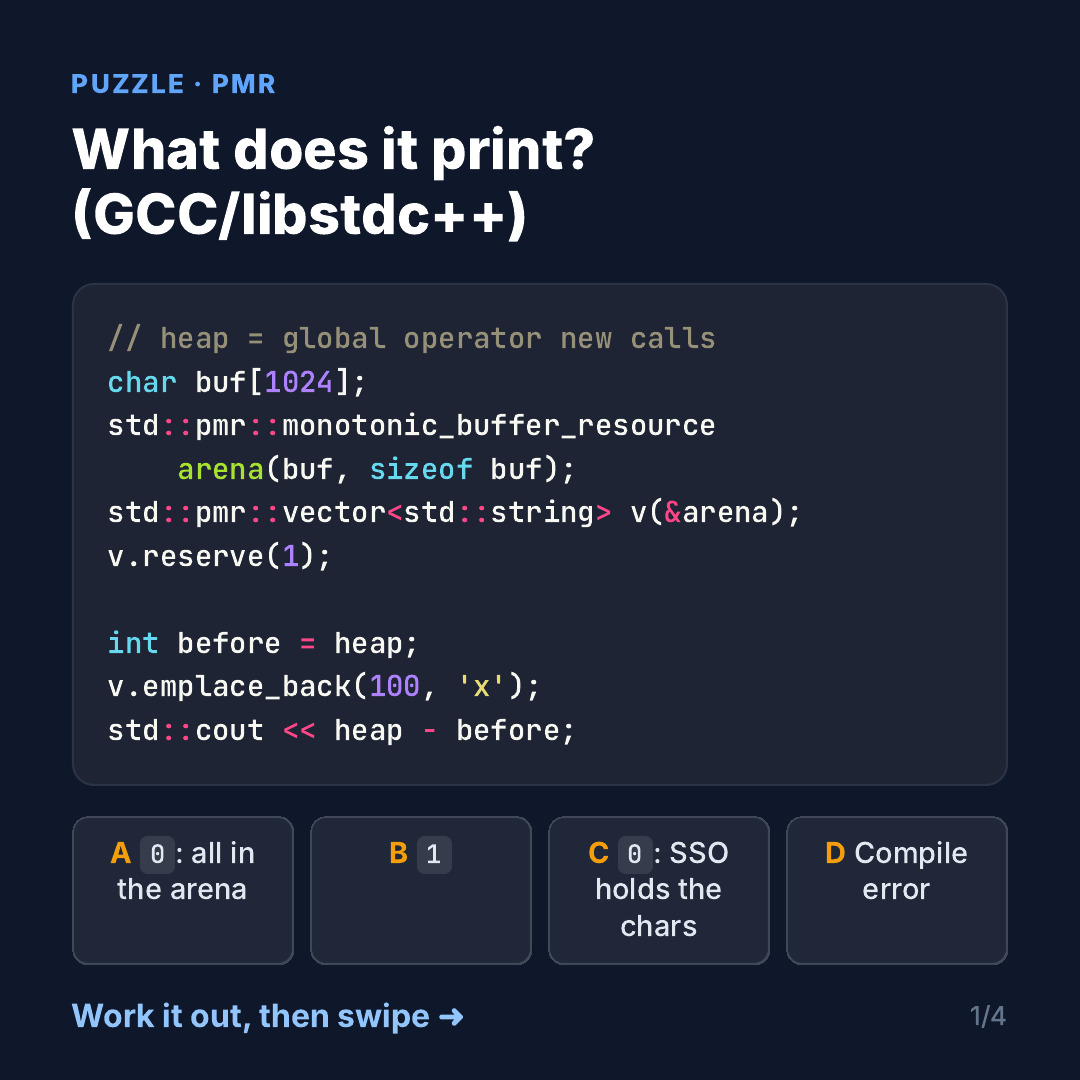 PUZZLE · PMR
What does it print?
(GCC/libstdc++)
// heap = global operator new calls
char buf[1024];
std::pmr::monotonic_buffer_resource
    arena(buf, sizeof buf);
std::pmr::vector<std::string> v(&arena);
v.reserve(1);

int before = heap;
v.emplace_back(100, 'x');
std::cout << heap - before;
A 0: all in
the arena
B 1
C 0: SSO
holds the
chars
D Compile
error
Work it out, then swipe ➜
1/4